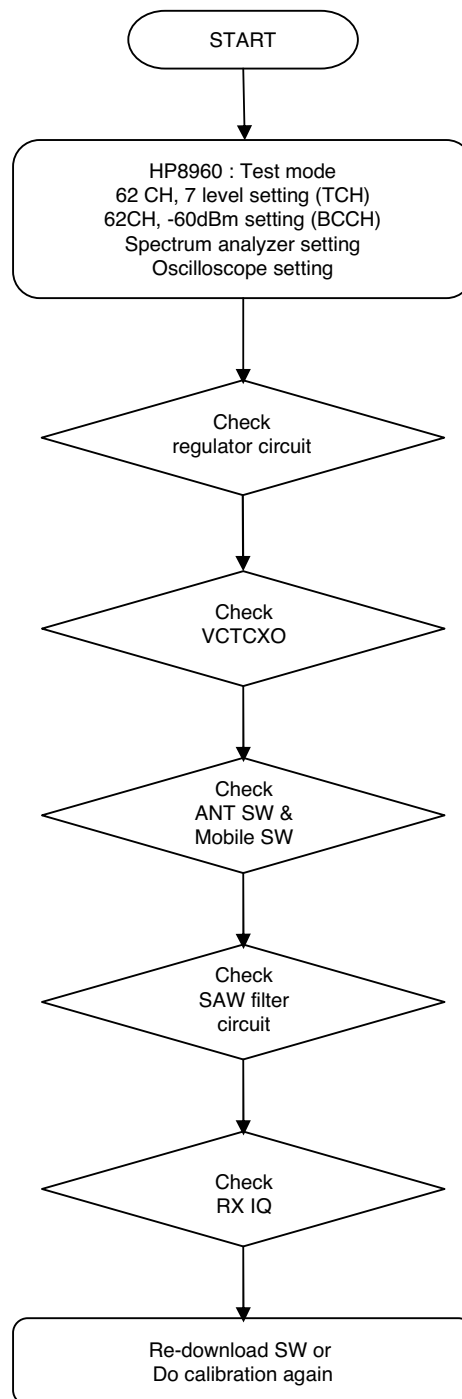 START
HP8960 : Test mode
62 CH, 7 level setting (TCH)
62CH, -60dBm setting (BCCH)
Spectrum analyzer setting
Oscilloscope setting
Check
regulator circuit
Check
VCTCXO
Check
ANT SW &
Mobile SW
Check
SAW filter
circuit
Check
RX IQ
Re-download SW or
Do calibration again